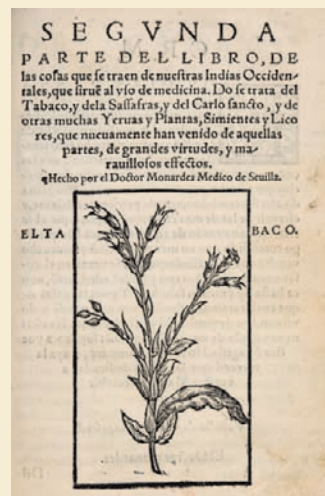 SEGVNDA
PARTE DEL LIBRO, DE
las cosas que se traen de nuestras Indias Occiden-
tales, que siruē al vso de medicina. Do se trata del
Tabaco, y dela Sassafras, y del Carlo sancto, y de
otras muchas Yeruas y Plantas, Simientes y Lico
res, que nueuamente han venido de aquellas
partes, de grandes virtudes, y ma-
rauillosos effectos.
¶Hecho por el Doctor Monardes Medico de Seuilla.
EL TA BACO.